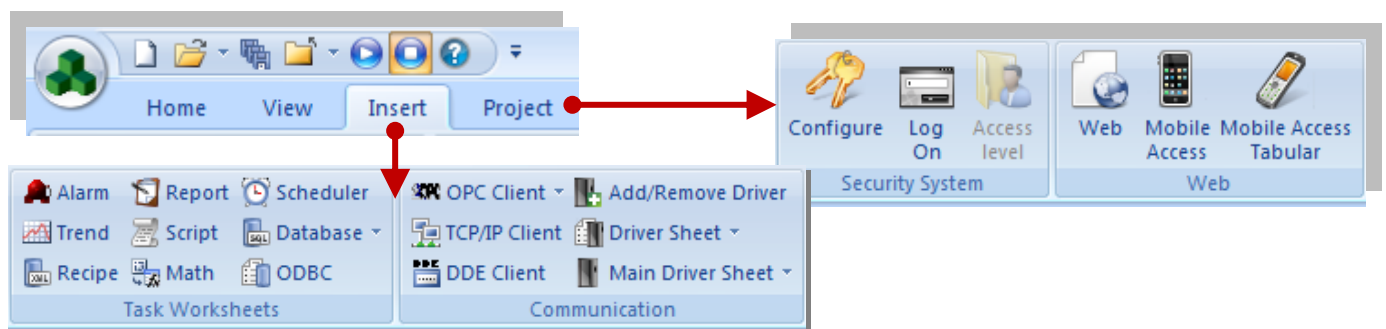 Home View Insert Project
Configure Log On Access level Web Mobile Access Mobile Access Tabular
Security System Web
Alarm Report Scheduler OPC Client Add/Remove Driver
Trend Script Database TCP/IP Client Driver Sheet
Recipe Math ODBC DDE Client Main Driver Sheet
Task Worksheets Communication